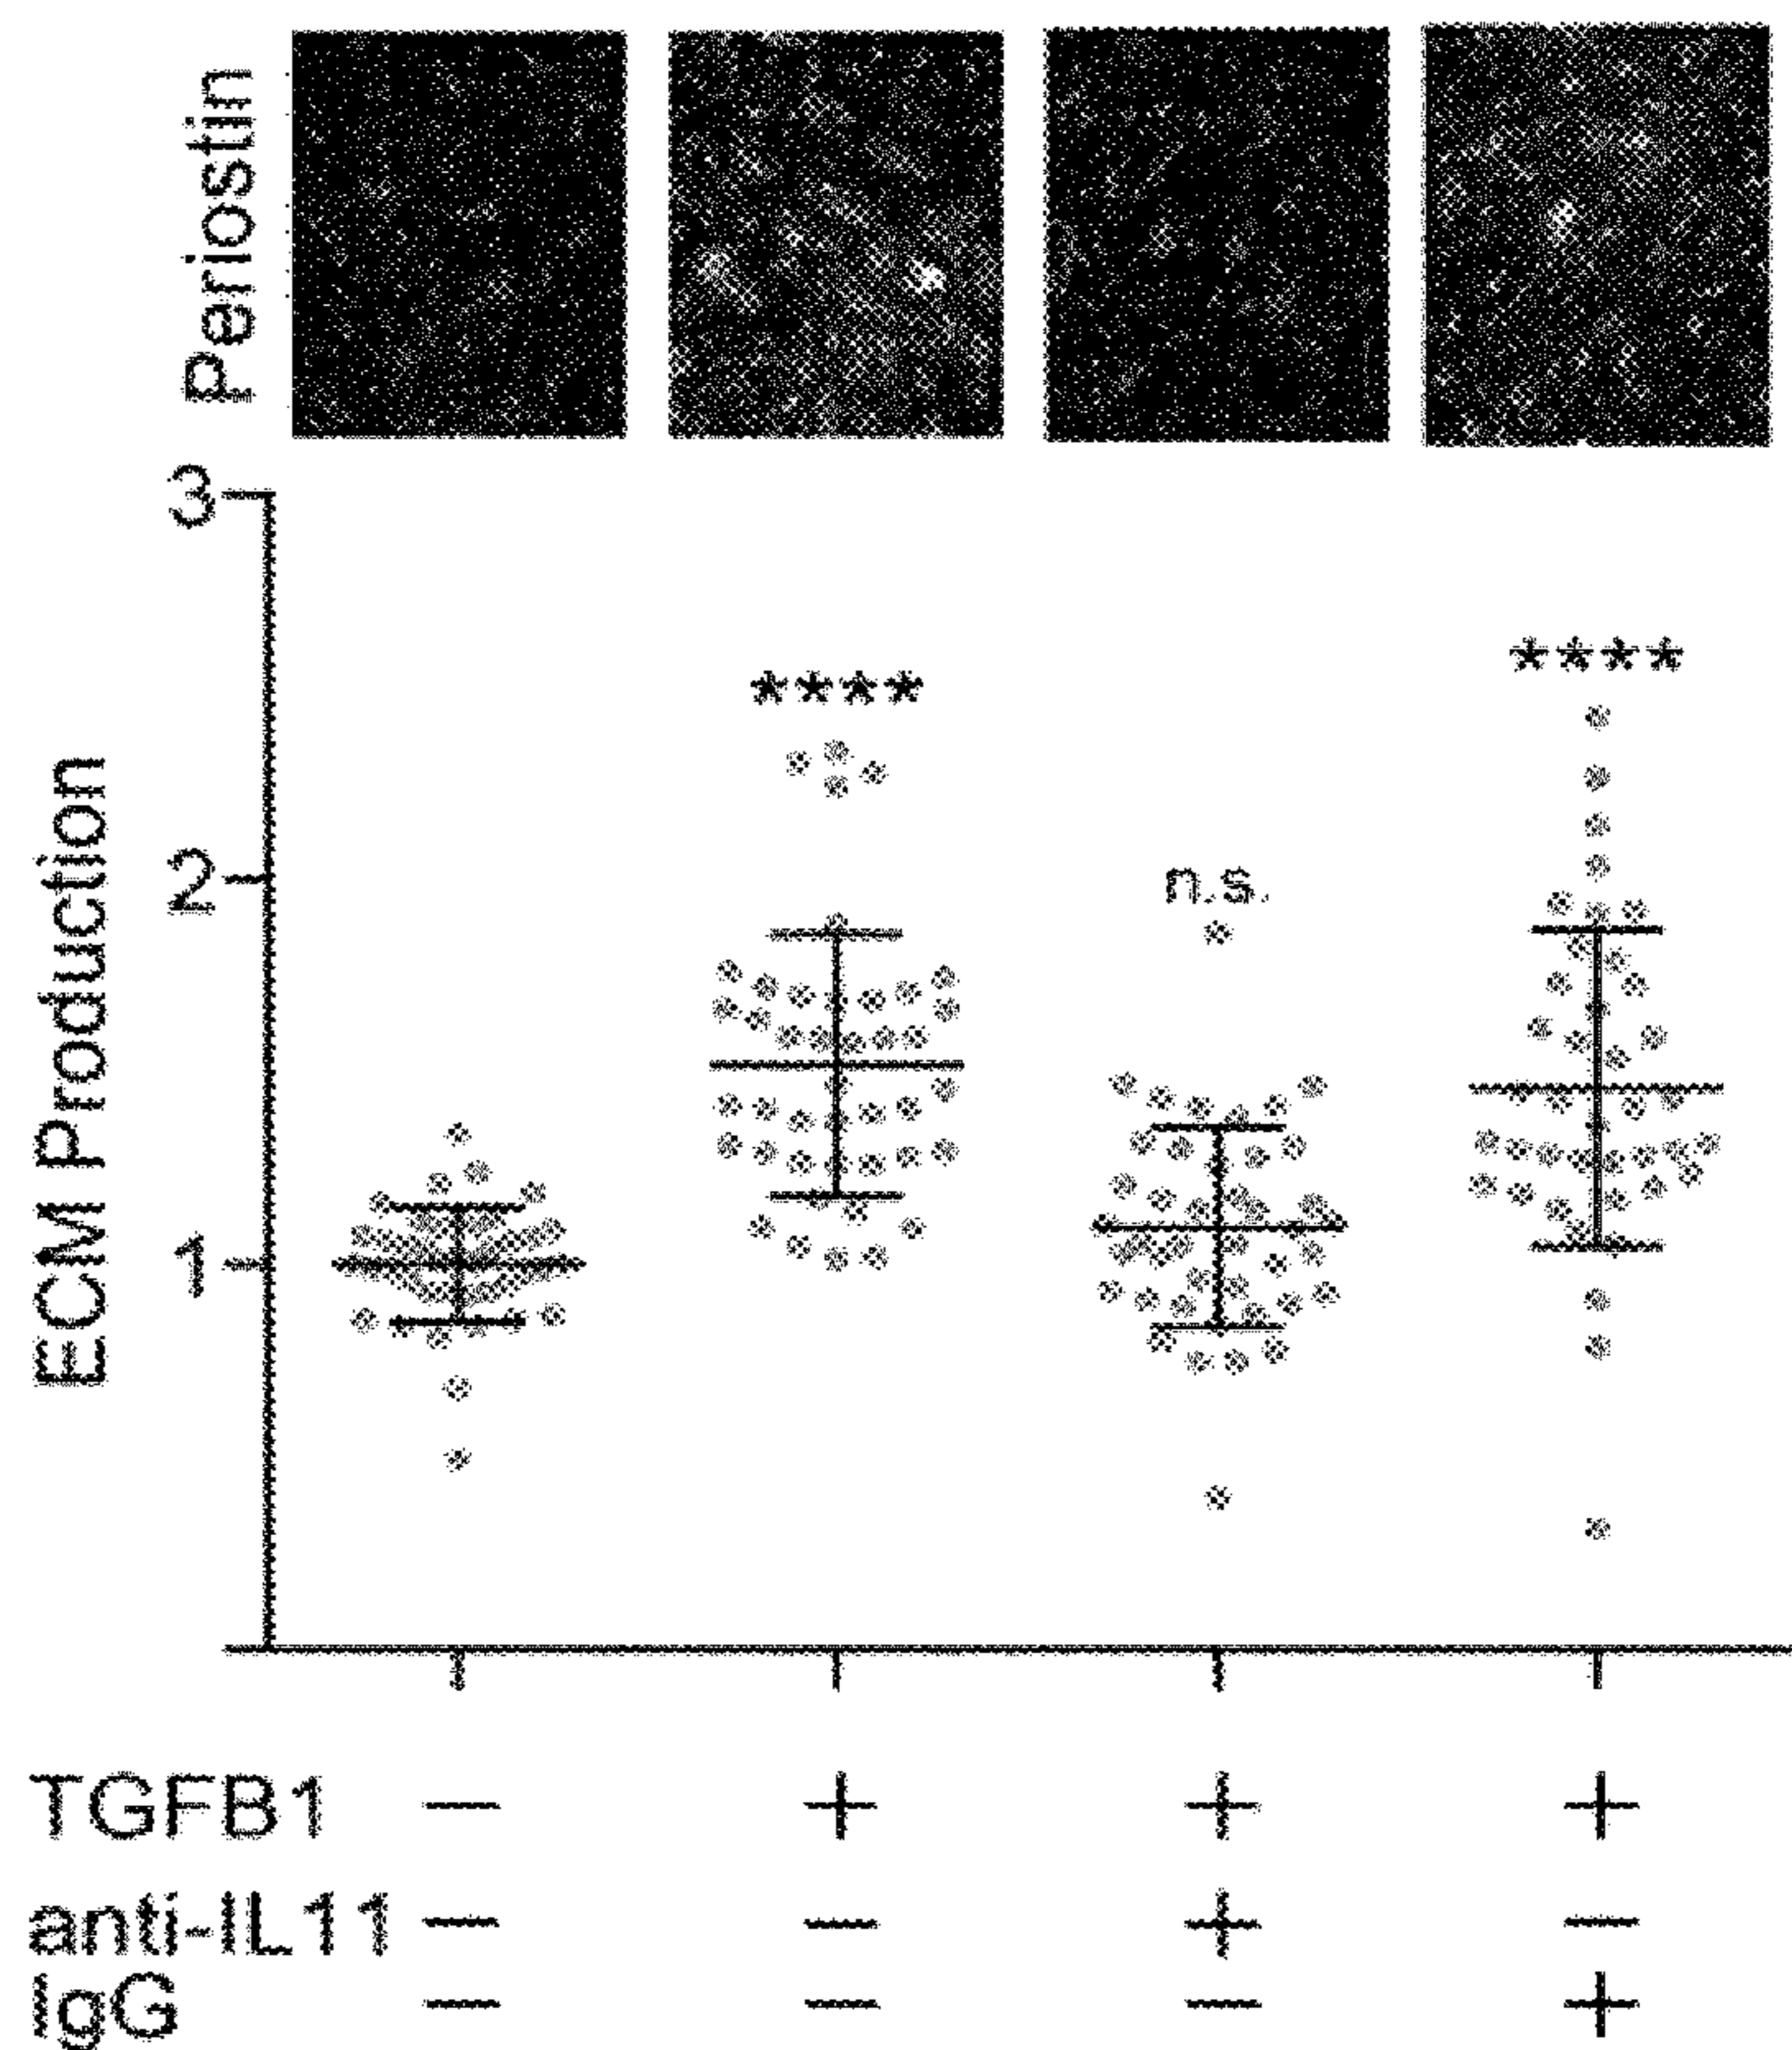 Periostin
3
****
****
2
n.s.
ECM Production
1
TGFB1 — + + +
anti-IL11 — — + —
IgG — — — +